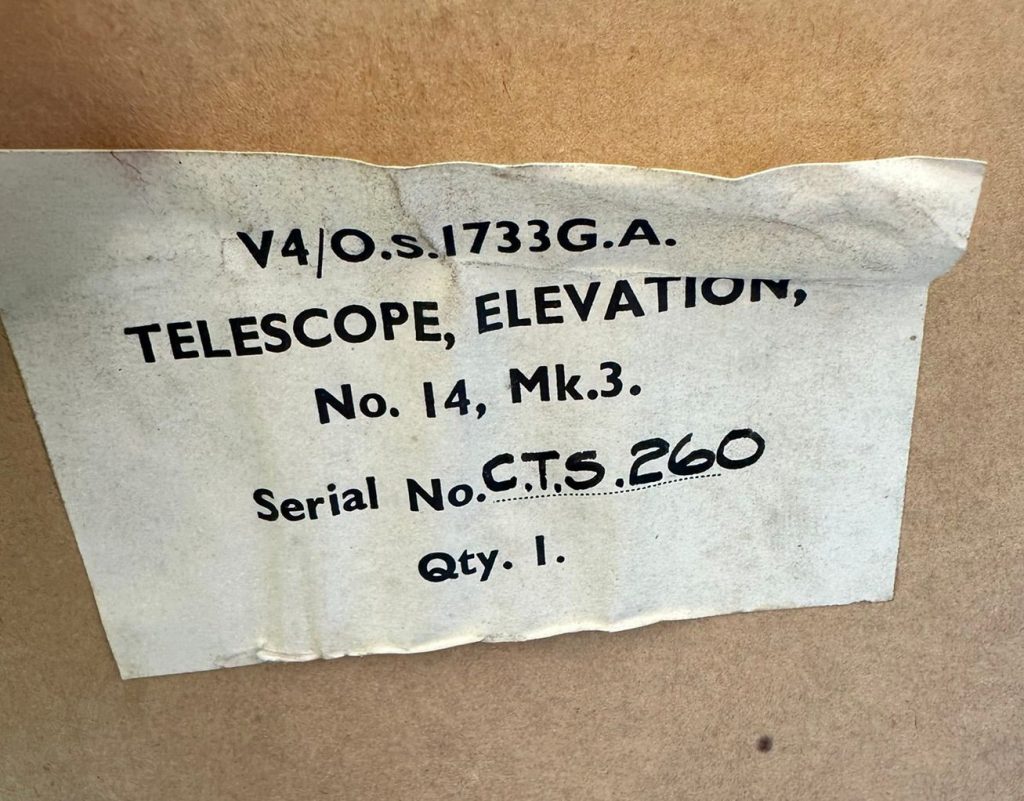 V4/O.S.1733G.A.
TELESCOPE, ELEVATION,
No. 14, Mk.3.
Serial No. C.T.S. 260
Qty. 1.